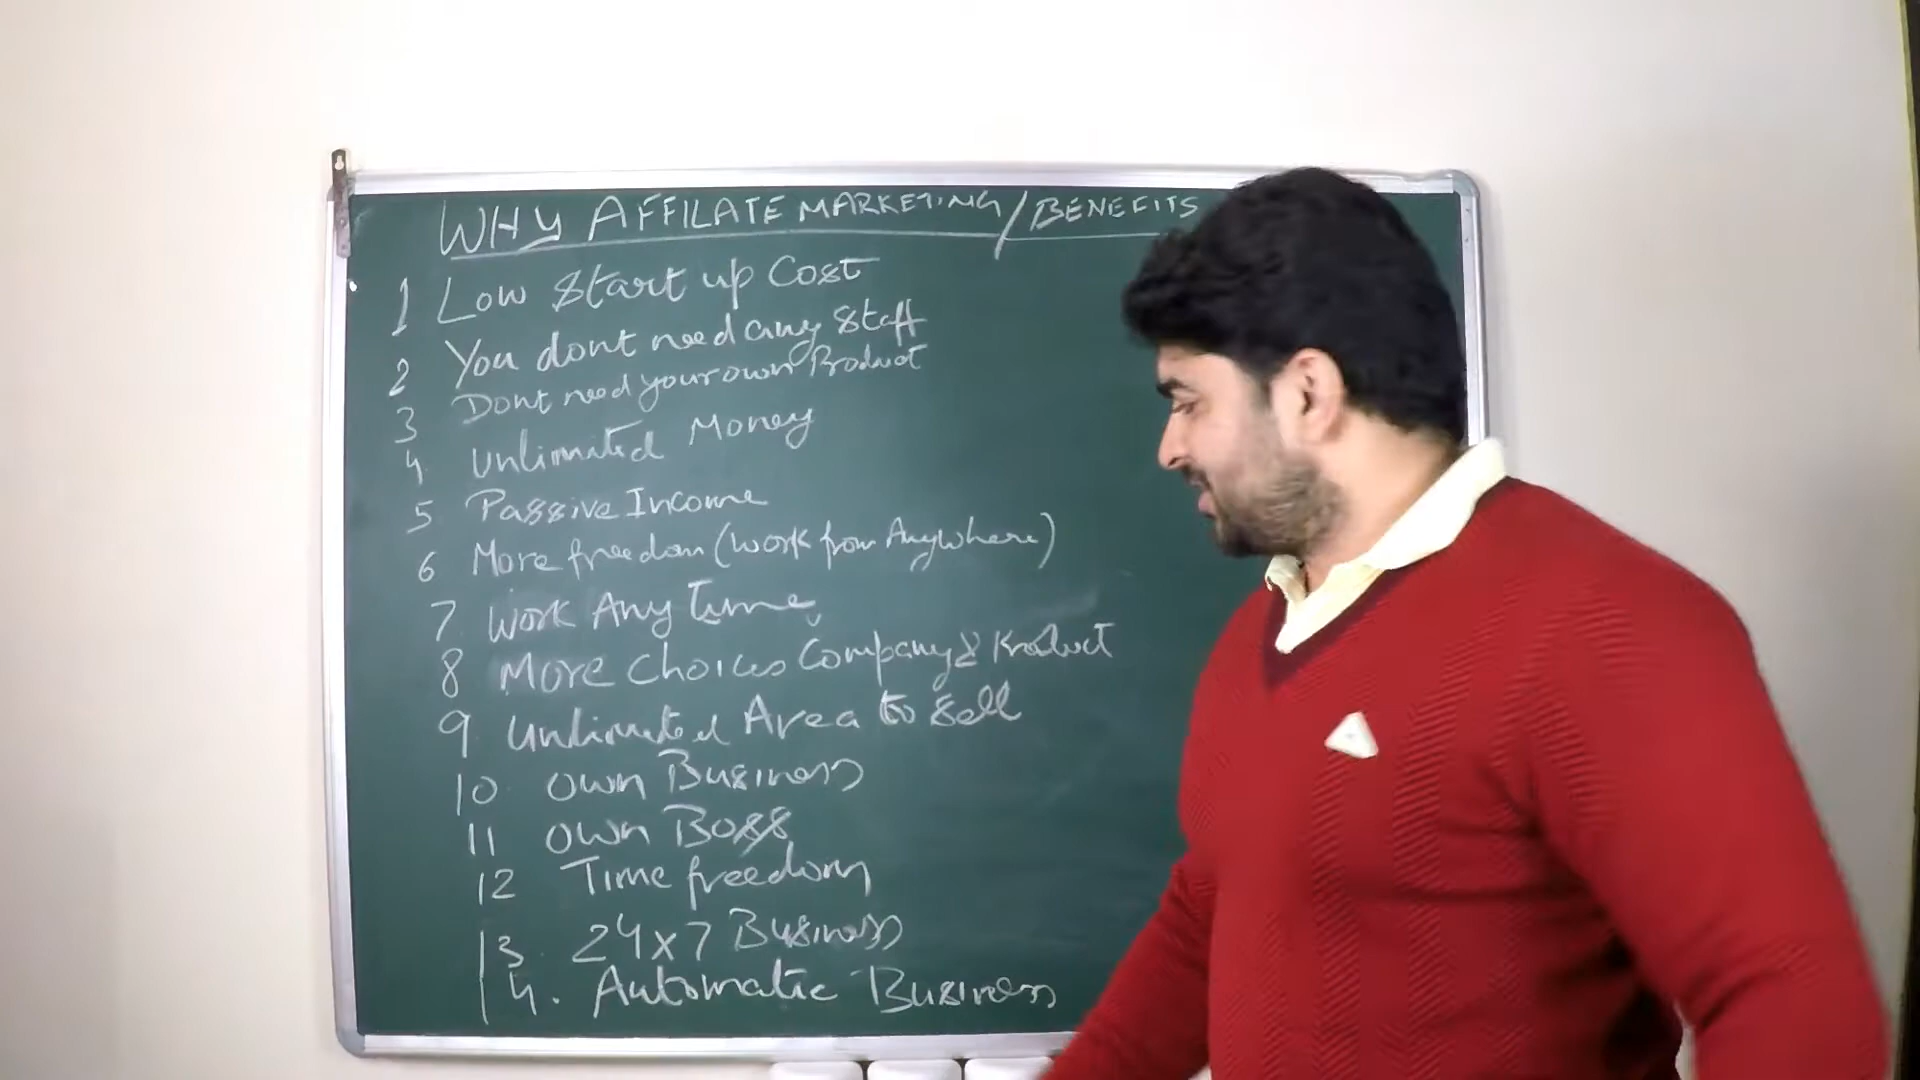 WHY AFFILATE MARKETING/BENEFITS
1 Low Start up Cost
2 You dont need any Staff
3 Dont need your own Product
4 Unlimited Money
5 Passive Income
6 More freedom (Work from AnyWhere)
7 Work Any Time
8 More Choices Company & Product
9 Unlimited Area to Sell
10 Own Business
11 Own Boss
12 Time freedom
13. 24x7 Business
14. Automatic Business